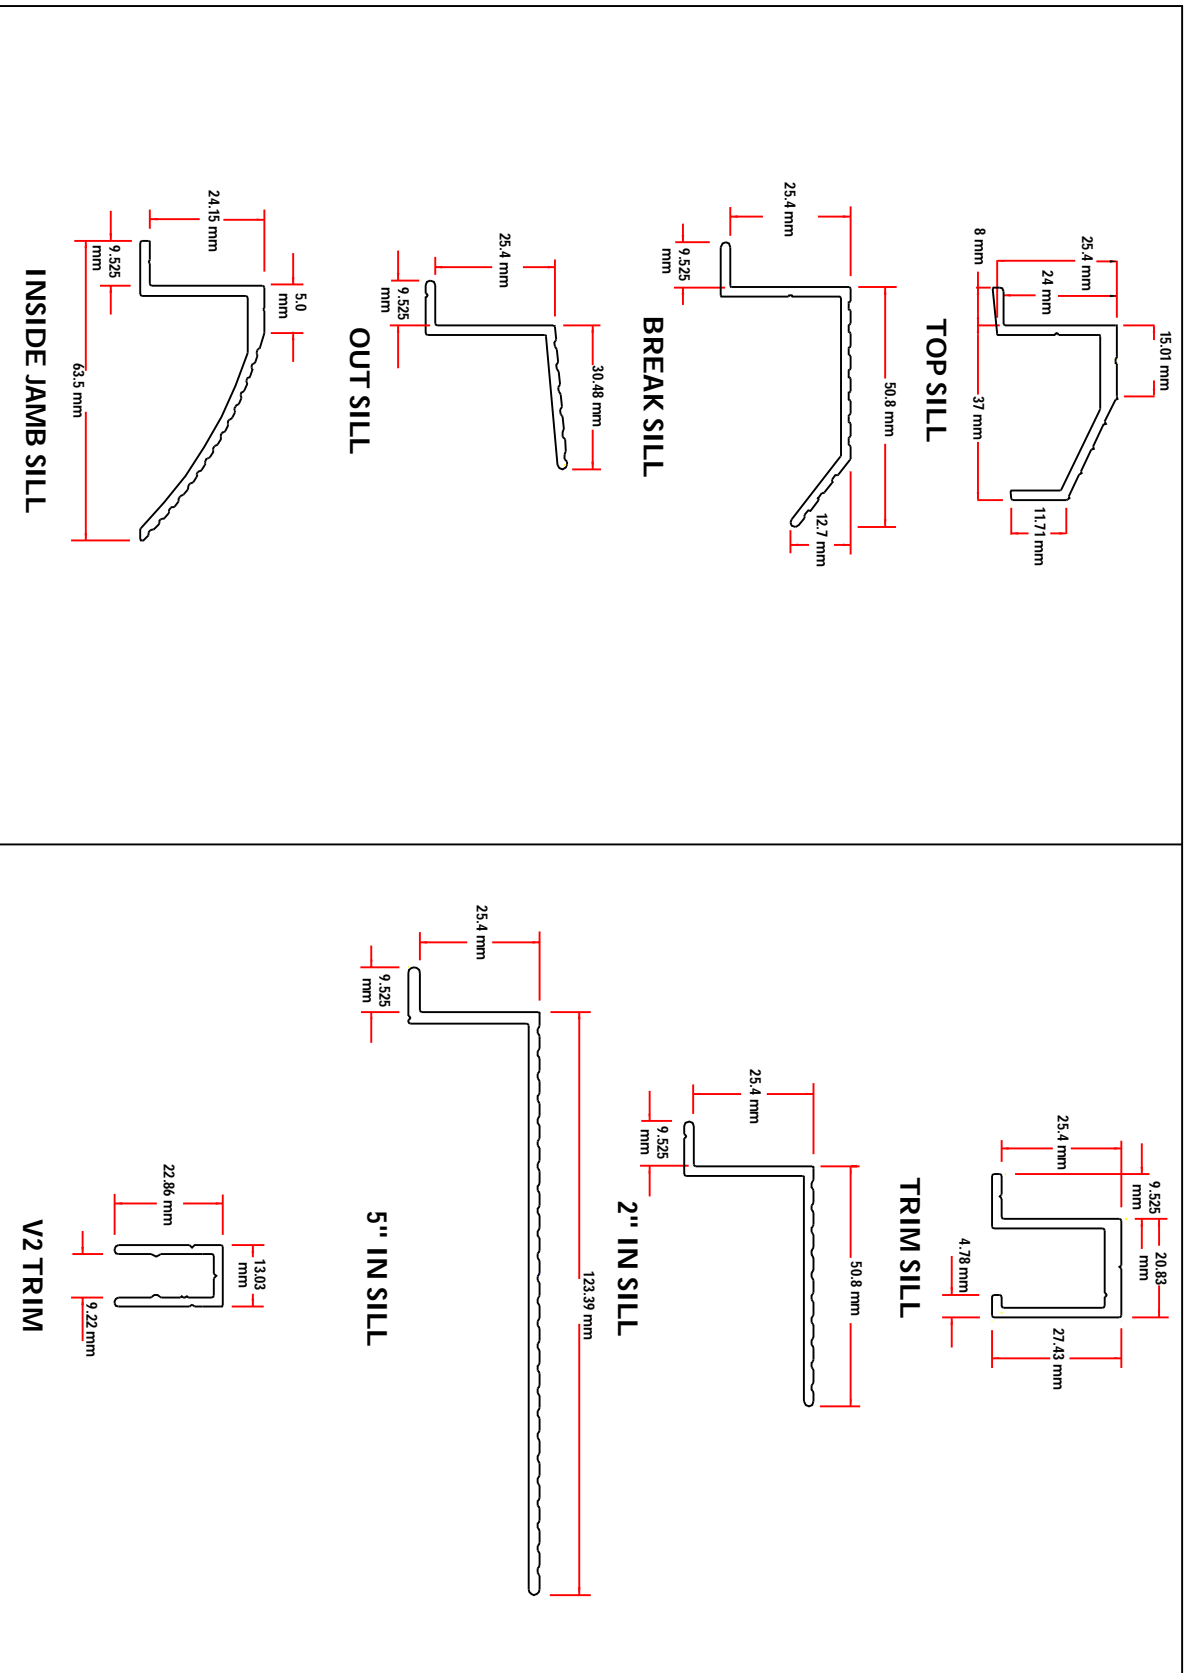 15.01 mm
25.4 mm
24 mm
8 mm
37 mm
11.71 mm
TOP SILL
50.8 mm
25.4 mm
12.7 mm
9.525
mm
BREAK SILL
30.48 mm
25.4 mm
9.525
mm
OUT SILL
5.0
mm
24.15 mm
9.525
mm
63.5 mm
INSIDE JAMB SILL
9.525
mm
20.83
mm
25.4 mm
27.43 mm
4.78 mm
TRIM SILL
50.8 mm
25.4 mm
9.525
mm
2" IN SILL
123.39 mm
25.4 mm
9.525
mm
5" IN SILL
13.03
mm
22.86 mm
9.22 mm
V2 TRIM